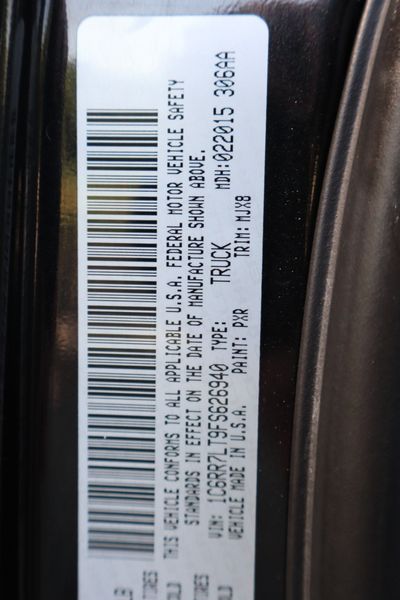 THIS VEHICLE CONFORMS TO ALL APPLICABLE U.S.A. FEDERAL MOTOR VEHICLE SAFETY
STANDARDS IN EFFECT ON THE DATE OF MANUFACTURE SHOWN ABOVE.
VIN: 1C6RR7LT9FS626940 TYPE: TRUCK MDH:022015 306AA
VEHICLE MADE IN U.S.A. PAINT: PXR TRIM: MJX8